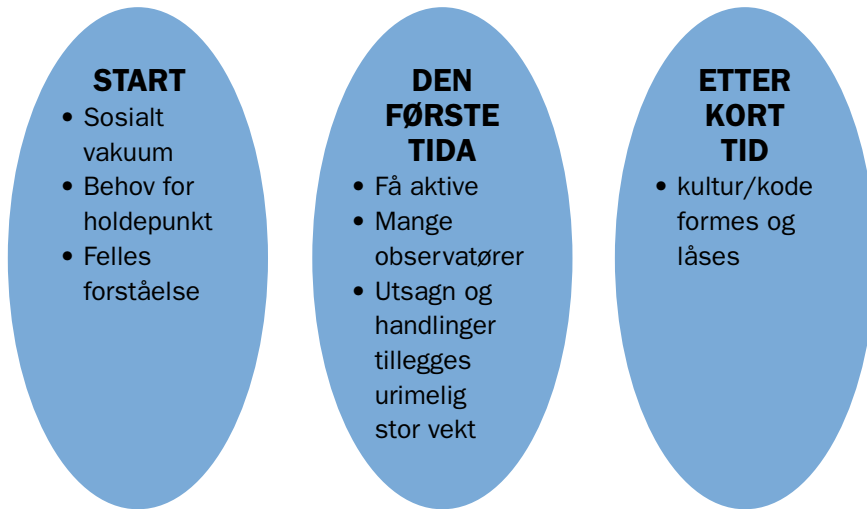 START
• Sosialt
vakuum
• Behov for
holdepunkt
• Felles
forståelse
DEN
FØRSTE
TIDA
• Få aktive
• Mange
observatører
• Utsagn og
handlinger
tillegges
urimelig
stor vekt
ETTER
KORT
TID
• kultur/kode
formes og
låses